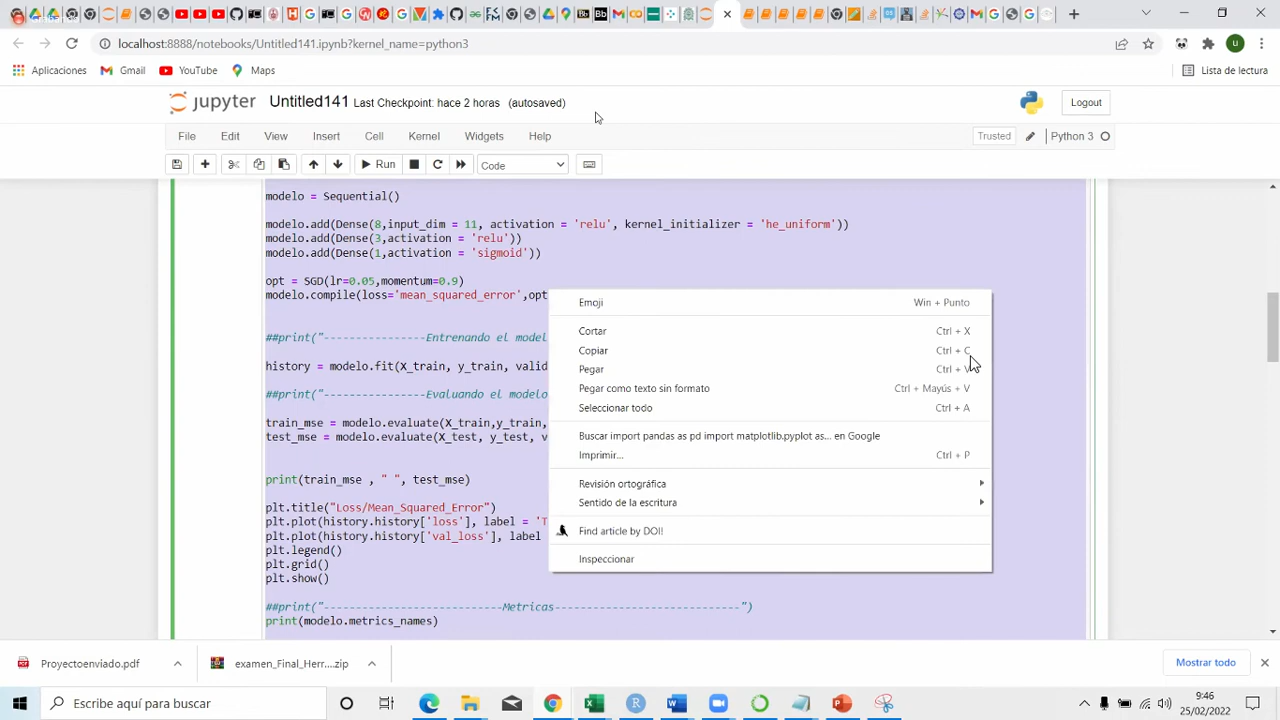 localhost:8888/notebooks/Untitled141.ipynb?kernel_name=python3
u
Aplicaciones Gmail YouTube Maps Lista de lectura
jupyter Untitled141 Last Checkpoint: hace 2 horas (autosaved) Logout
File Edit View Insert Cell Kernel Widgets Help Trusted Python 3
Run Code
modelo = Sequential()
modelo.add(Dense(8,input_dim = 11, activation = 'relu', kernel_initializer = 'he_uniform'))
modelo.add(Dense(3,activation = 'relu'))
modelo.add(Dense(1,activation = 'sigmoid'))
opt = SGD(lr=0.05,momentum=0.9)
modelo.compile(loss='mean_squared_error',opt
##print("---------------Entrenando el model
history = modelo.fit(X_train, y_train, valid
##print("---------------Evaluando el modelo
train_mse = modelo.evaluate(X_train,y_train,
test_mse = modelo.evaluate(X_test, y_test, v
print(train_mse , " ", test_mse)
plt.title("Loss/Mean_Squared_Error")
plt.plot(history.history['loss'], label = 'T
plt.plot(history.history['val_loss'], label
plt.legend()
plt.grid()
plt.show()
##print("--------------------------Metricas---------------------------")
print(modelo.metrics_names)
Emoji Win + Punto
Cortar Ctrl + X
Copiar Ctrl + C
Pegar Ctrl + V
Pegar como texto sin formato Ctrl + Mayús + V
Seleccionar todo Ctrl + A
Buscar import pandas as pd import matplotlib.pyplot as... en Google
Imprimir... Ctrl + P
Revisión ortográfica
Sentido de la escritura
Find article by DOI!
Inspeccionar
Proyectoenviado.pdf examen_Final_Herr....zip Mostrar todo
Escribe aquí para buscar
9:46
25/02/2022